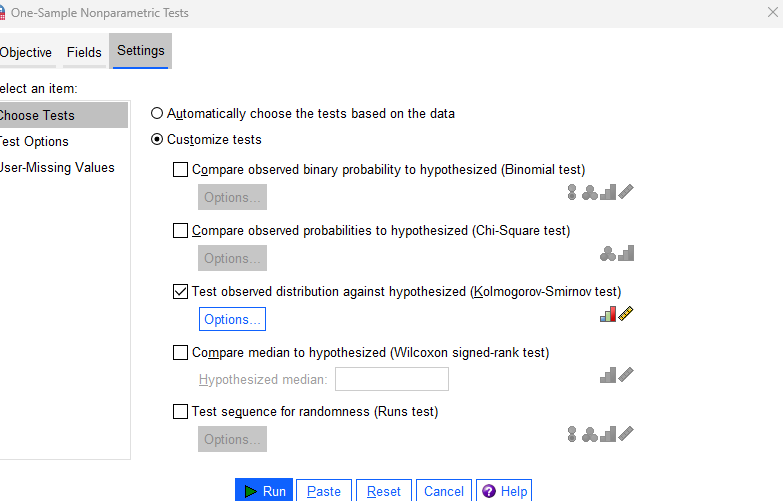 One-Sample Nonparametric Tests
Objective Fields Settings
elect an item:
Choose Tests
Test Options
User-Missing Values
Automatically choose the tests based on the data
Customize tests
Compare observed binary probability to hypothesized (Binomial test)
Options...
Compare observed probabilities to hypothesized (Chi-Square test)
Options...
Test observed distribution against hypothesized (Kolmogorov-Smirnov test)
Options...
Compare median to hypothesized (Wilcoxon signed-rank test)
Hypothesized median:
Test sequence for randomness (Runs test)
Options...
Run Paste Reset Cancel Help